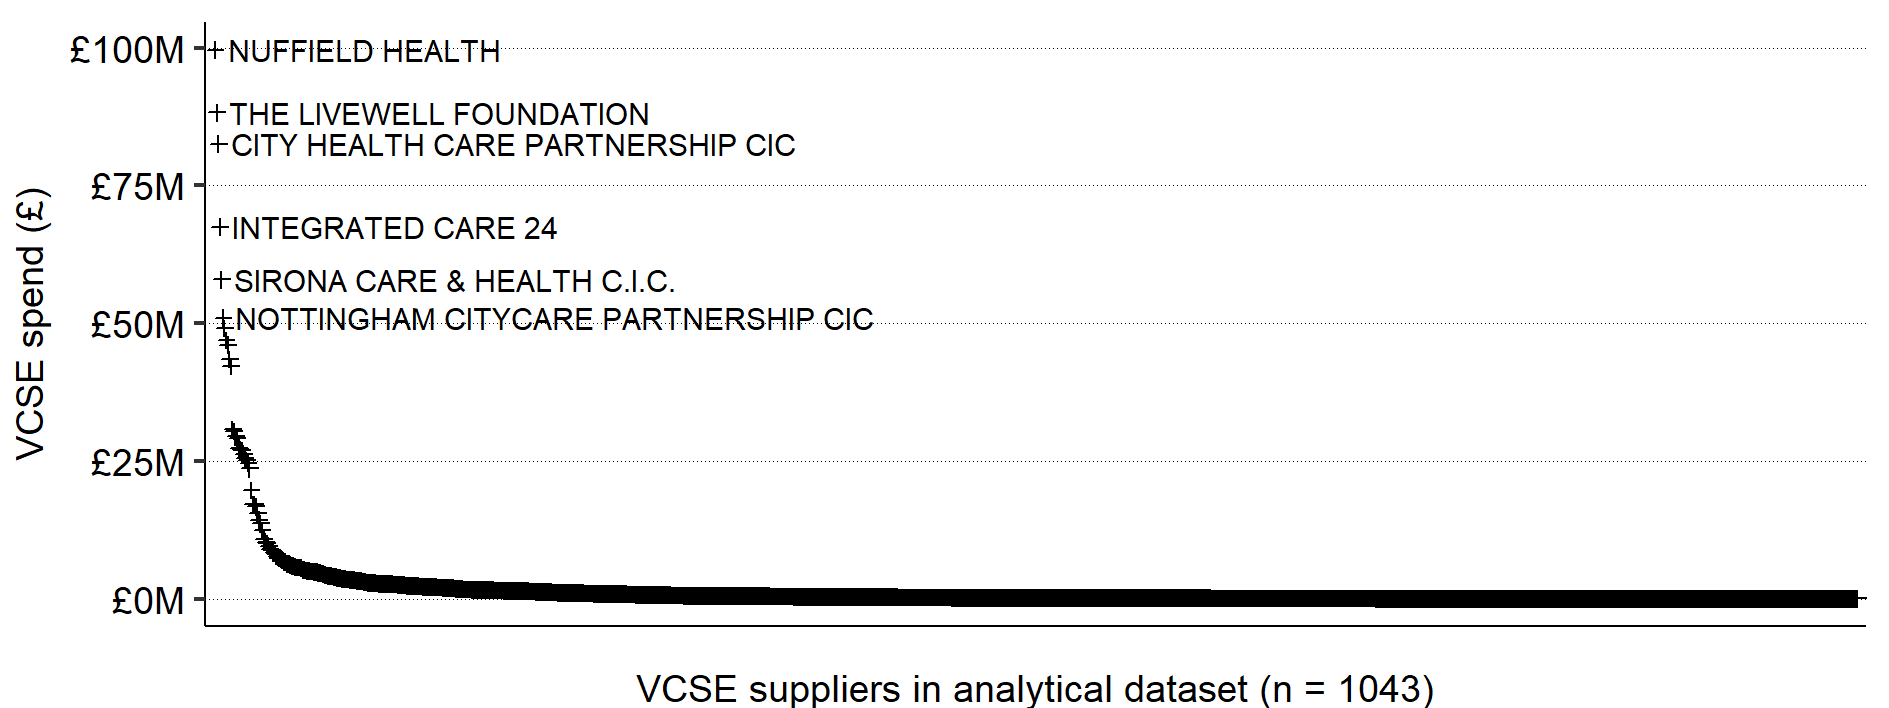 £100M
NUFFIELD HEALTH
THE LIVEWELL FOUNDATION
CITY HEALTH CARE PARTNERSHIP CIC
£75M
INTEGRATED CARE 24
SIRONA CARE & HEALTH C.I.C.
NOTTINGHAM CITYCARE PARTNERSHIP CIC
£50M
£25M
£0M
VCSE spend (£)
VCSE suppliers in analytical dataset (n = 1043)